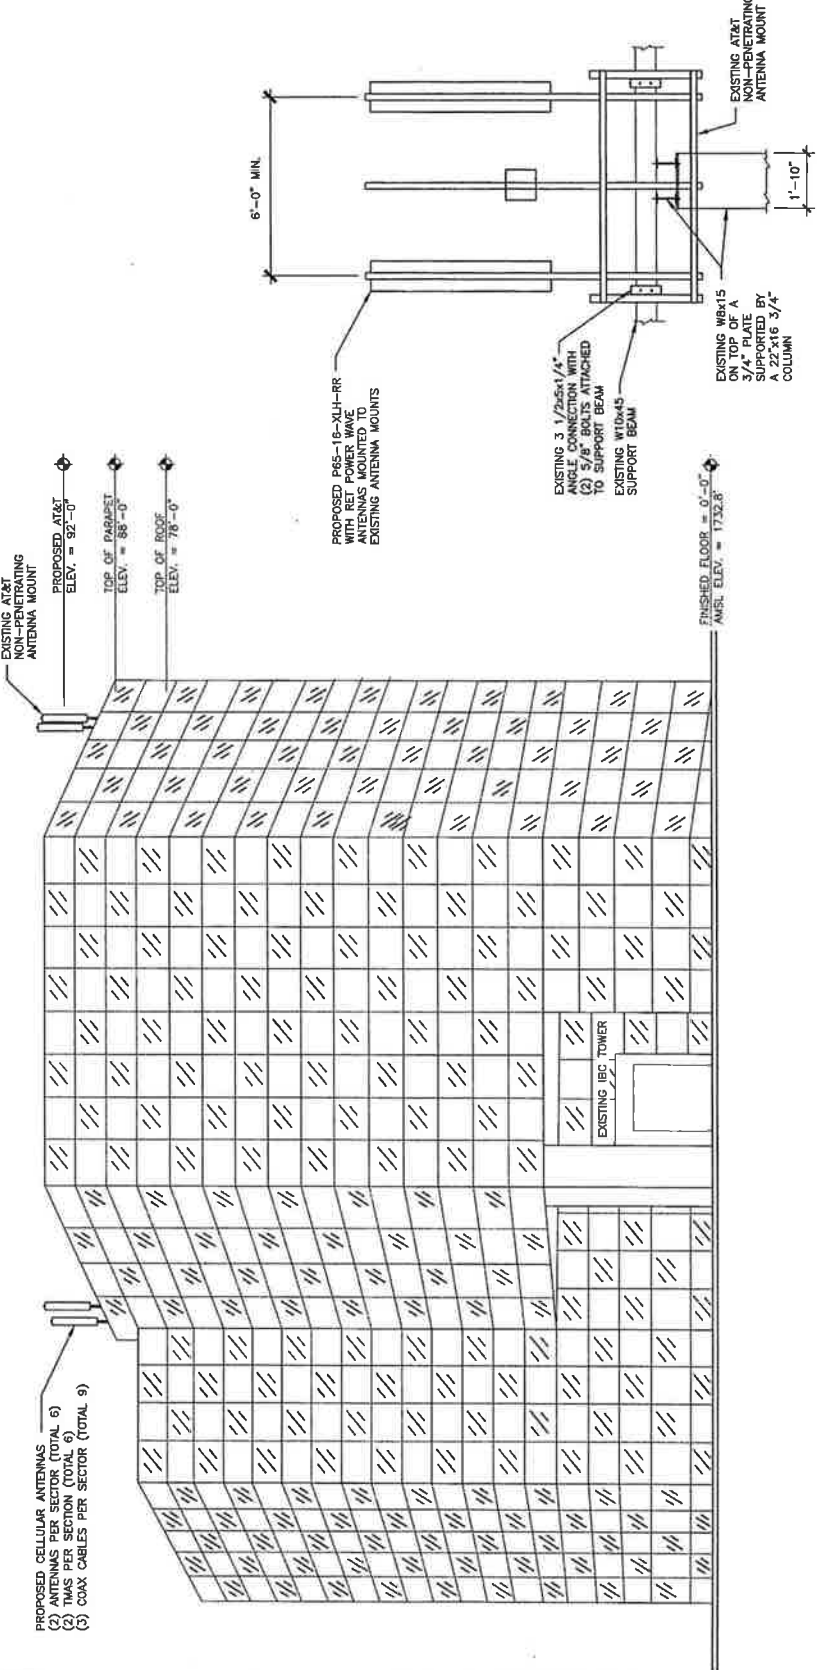 PROPOSED CELLULAR ANTENNAS
(2) ANTENNAS PER SECTOR (TOTAL 6)
(2) TMAS PER SECTION (TOTAL 6)
(3) COAX CABLES PER SECTOR (TOTAL 9)
EXISTING AT&T
NON-PENETRATING
ANTENNA MOUNT
PROPOSED AT&T
ELEV. = 92'-0"
TOP OF PARAPET
ELEV. = 88'-0"
TOP OF ROOF
ELEV. = 78'-0"
EXISTING IBC TOWER
FINISHED FLOOR = 0'-0"
AMSL ELEV. = 1732.8'
6'-0" MIN.
PROPOSED P65-16-XLH-RR
WITH RET POWER WAVE
ANTENNAS MOUNTED TO
EXISTING ANTENNA MOUNTS
EXISTING 3 1/2x5x1/4"
ANGLE CONNECTION WITH
(2) 5/8" BOLTS ATTACHED
TO SUPPORT BEAM
EXISTING W10x45
SUPPORT BEAM
EXISTING W8x15
ON TOP OF A
3/4" PLATE
SUPPORTED BY
A 22"x16 3/4"
COLUMN
1'-10"
EXISTING AT&T
NON-PENETRATING
ANTENNA MOUNT